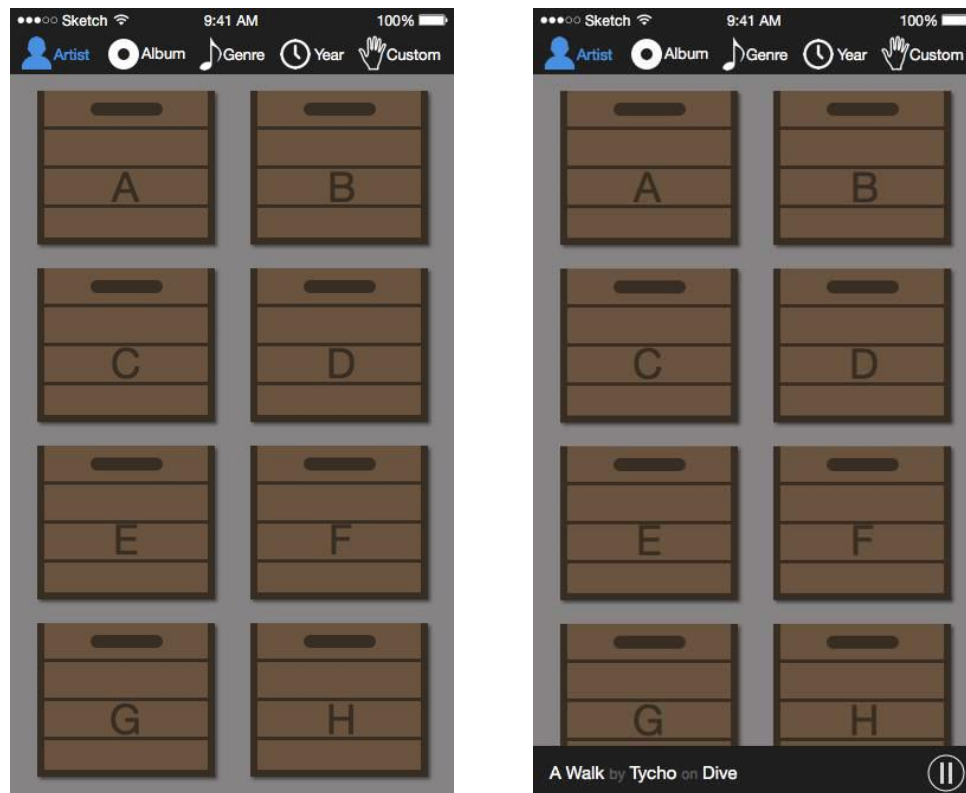 Sketch 9:41 AM 100%
Artist Album Genre Year Custom
A B
C D
E F
G H
Sketch 9:41 AM 100%
Artist Album Genre Year Custom
A B
C D
E F
G H
A Walk by Tycho on Dive